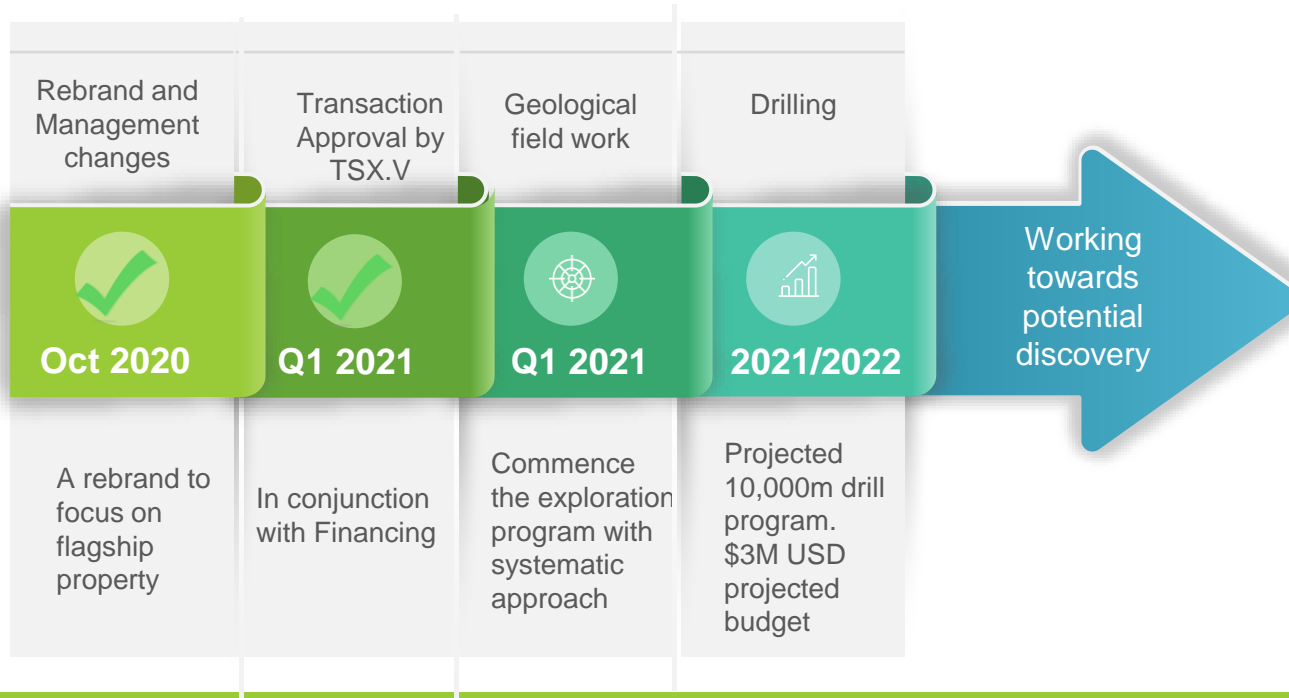 Rebrand and
Management
changes
Transaction
Approval by
TSX.V
Geological
field work
Drilling
Oct 2020
Q1 2021
Q1 2021
2021/2022
Working
towards
potential
discovery
A rebrand to
focus on
flagship
property
In conjunction
with Financing
Commence
the exploration
program with
systematic
approach
Projected
10,000m drill
program.
$3M USD
projected
budget